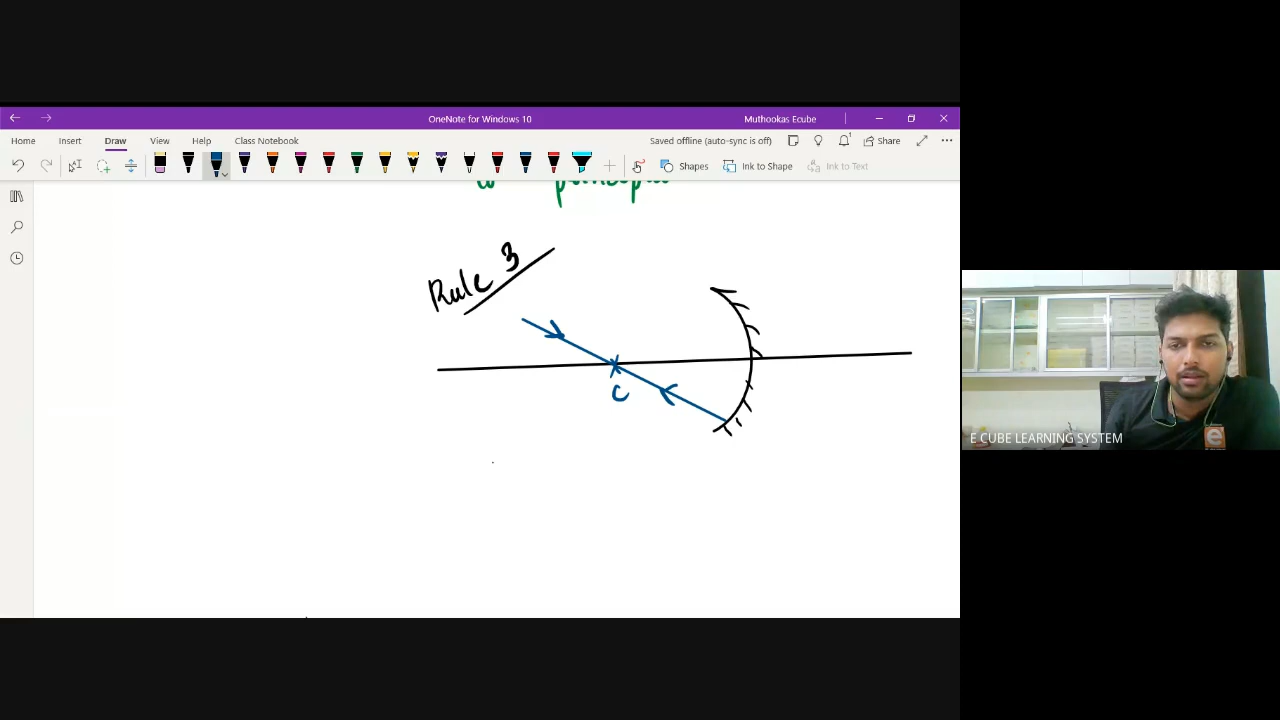 OneNote for Windows 10
Muthookas Ecube
Home Insert Draw View Help Class Notebook
Saved offline (auto-sync is off)
Share
Shapes
Ink to Shape
Ink to Text
Rule 3
C
E CUBE LEARNING SYSTEM